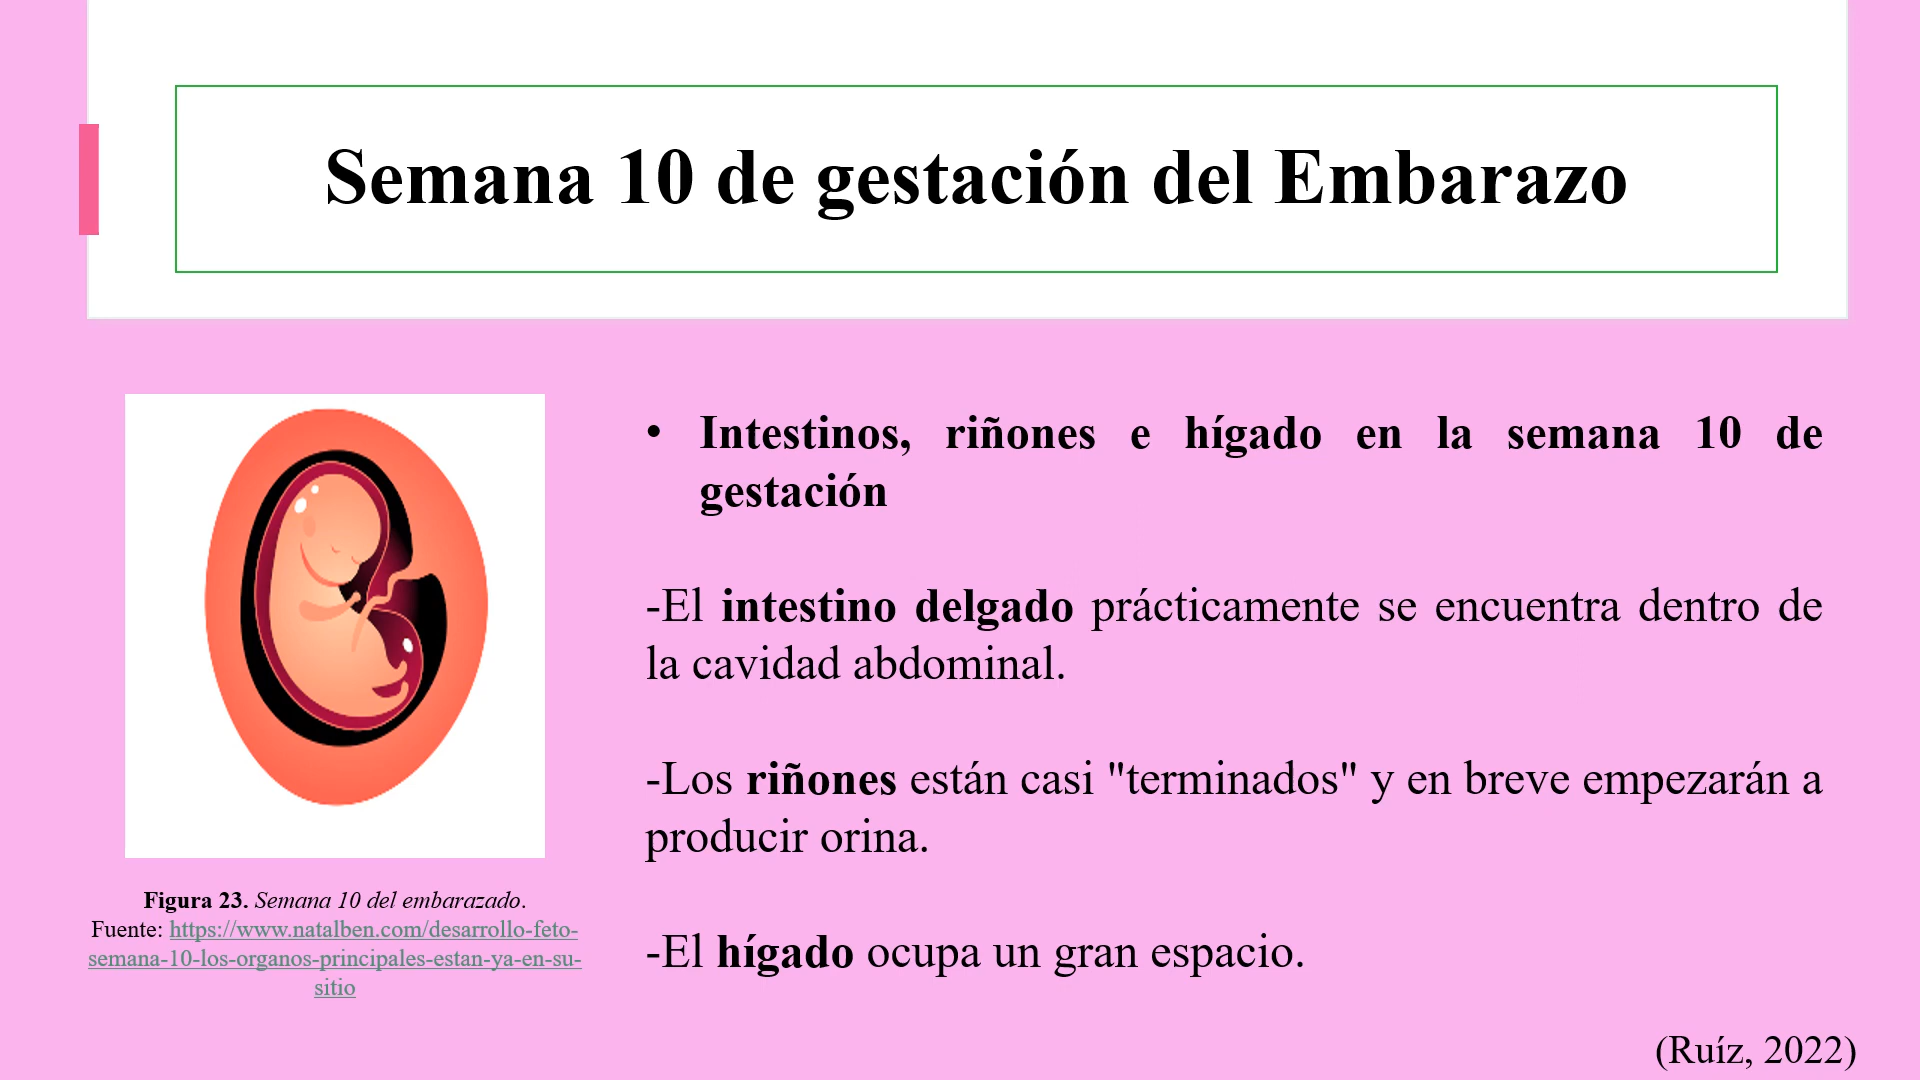 Semana 10 de gestación del Embarazo
• Intestinos, riñones e hígado en la semana 10 de
gestación
-El intestino delgado prácticamente se encuentra dentro de
la cavidad abdominal.
-Los riñones están casi "terminados" y en breve empezarán a
producir orina.
-El hígado ocupa un gran espacio.
Figura 23. Semana 10 del embarazado.
Fuente: https://www.natalben.com/desarrollo-feto-
semana-10-los-organos-principales-estan-ya-en-su-
sitio
(Ruíz, 2022)